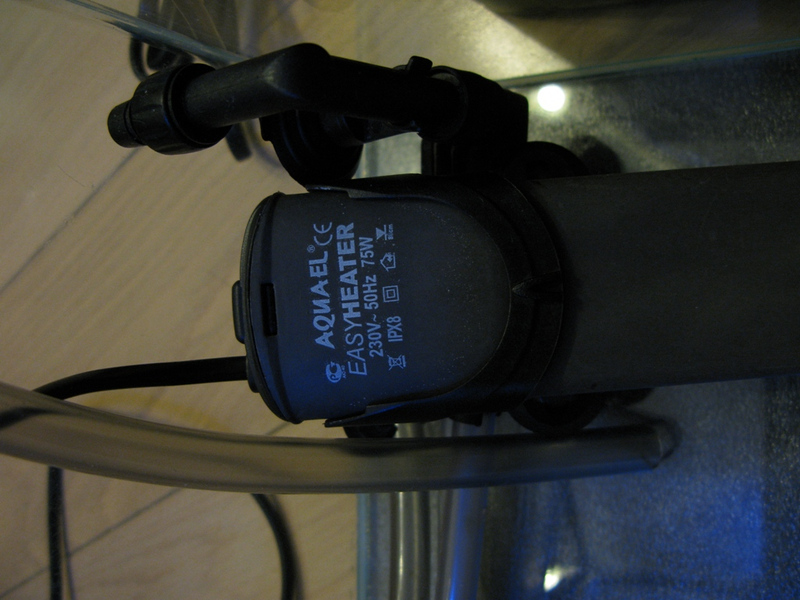 AQUAEL® CE
EASYHEATER
230V~ 50Hz 75W
IPX8